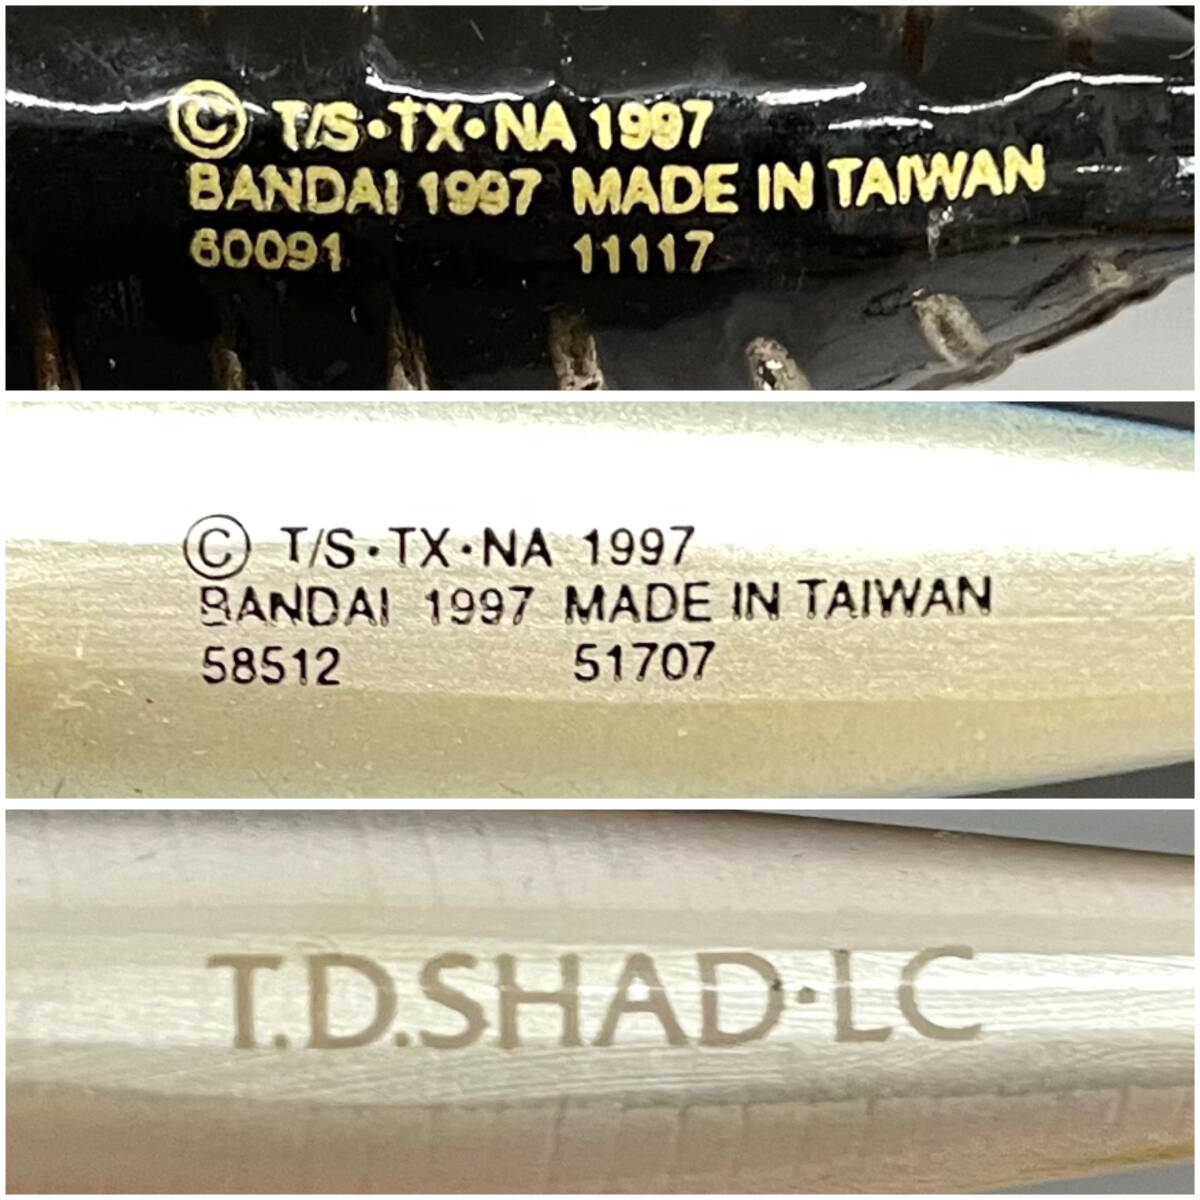 © T/S·TX·NA 1997
BANDAI 1997 MADE IN TAIWAN
60091 11117
© T/S·TX·NA 1997
BANDAI 1997 MADE IN TAIWAN
58512 51707
T.D.SHAD·LC